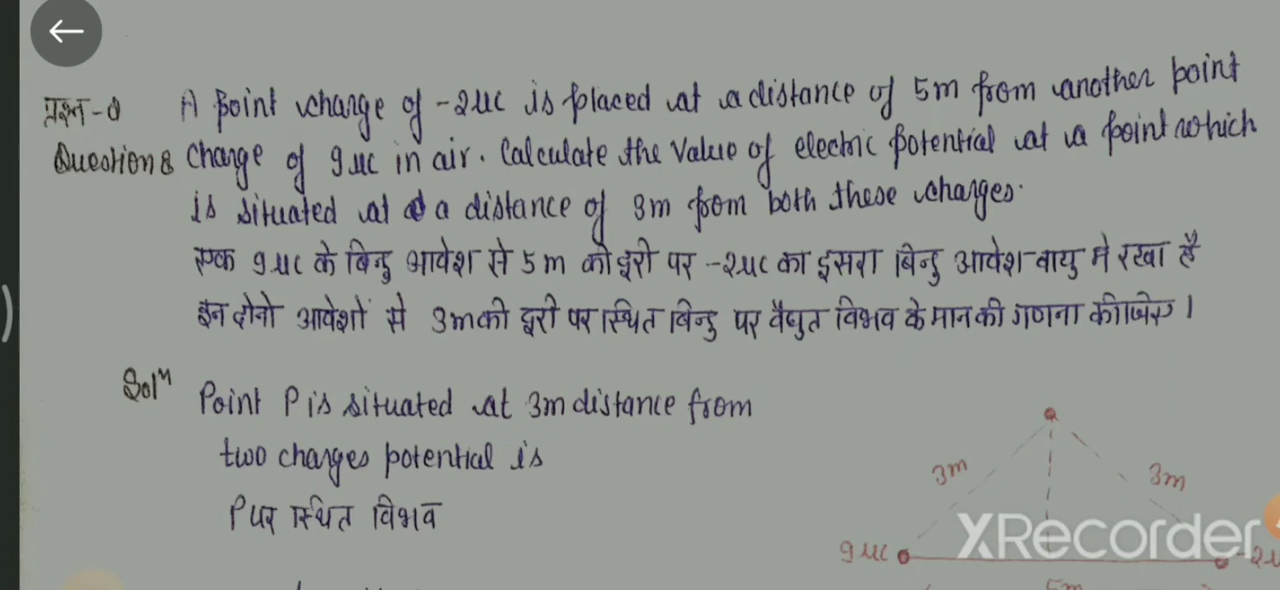 प्रश्न-8 A point charge of -2μc is placed at a distance of 5m from another point
Question 8 charge of 9μc in air. Calculate the value of electric potential at a point which
is situated at a distance of 3m from both these charges.
एक 9μc के बिन्दु आवेश से 5m की दूरी पर -2μc का दूसरा बिन्दु आवेश वायु मे रखा है
इन दोनो आवेशों से 3m की दूरी पर स्थित बिन्दु पर वैधुत विभव के मान की गणना कीजिए।
Solⁿ Point P is situated at 3m distance from
two charges potential is
P पर स्थित विभव
3m 3m
XRecorder
9μc -2μ
5m